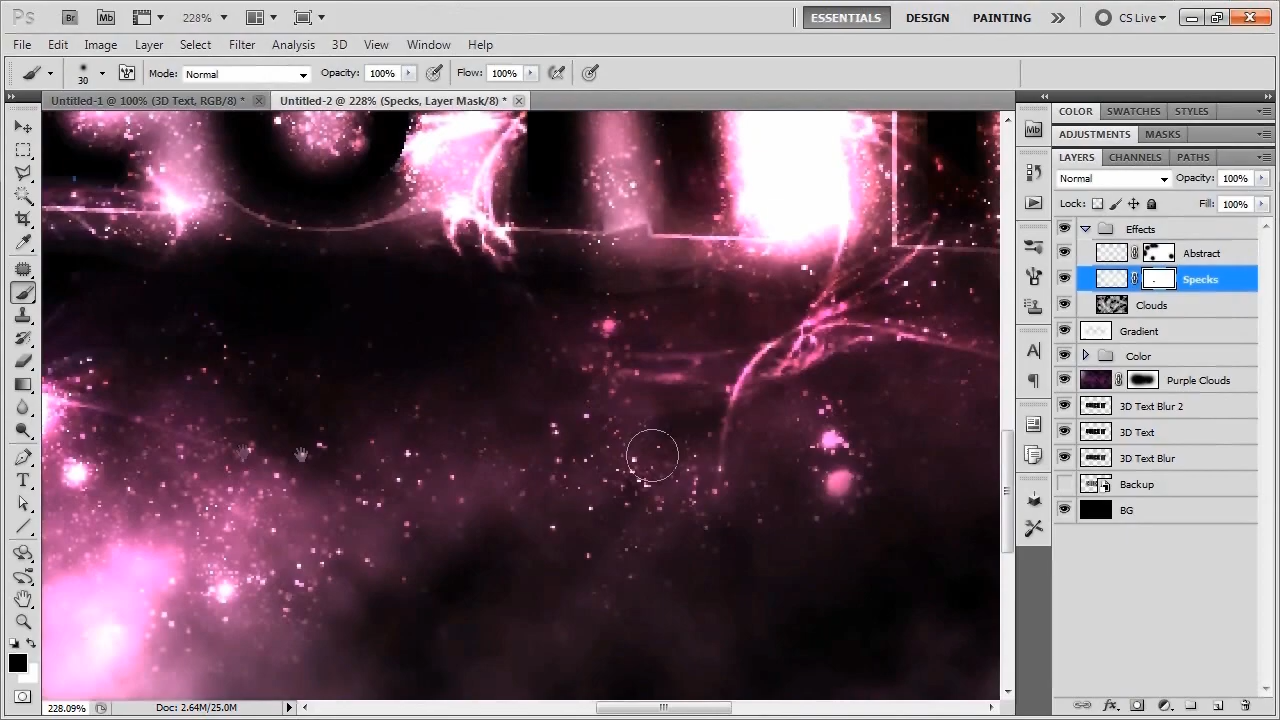 Ps Br Mb 228% ESSENTIALS DESIGN PAINTING CS Live
File Edit Image Layer Select Filter Analysis 3D View Window Help
30 Mode: Normal Opacity: 100% Flow: 100%
Untitled-1 @ 100% (3D Text, RGB/8) * Untitled-2 @ 228% (Specks, Layer Mask/8) *
COLOR SWATCHES STYLES
Mb
ADJUSTMENTS MASKS
LAYERS CHANNELS PATHS
Normal Opacity: 100%
Lock: Fill: 100%
Effects
Abstract
Specks
Clouds
Gradient
Color
Purple Clouds
3D Text Blur 2
3D Text
3D Text Blur
Backup
BG
228.09% Doc: 2.64M/25.0M